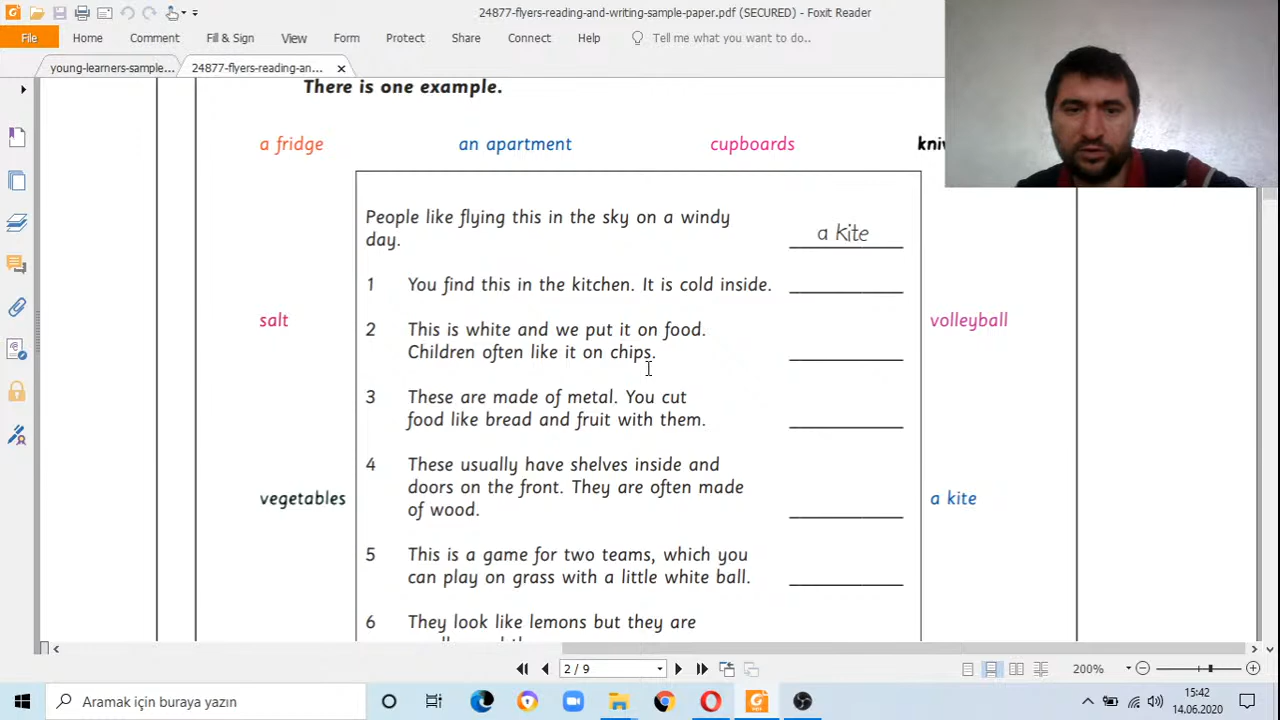 24877-flyers-reading-and-writing-sample-paper.pdf (SECURED) - Foxit Reader
File Home Comment Fill & Sign View Form Protect Share Connect Help Tell me what you want to do..
young-learners-sample... 24877-flyers-reading-an...
There is one example.
a fridge an apartment cupboards
People like flying this in the sky on a windy
day.
a kite
1 You find this in the kitchen. It is cold inside.
salt
volleyball
2 This is white and we put it on food.
Children often like it on chips.
3 These are made of metal. You cut
food like bread and fruit with them.
4 These usually have shelves inside and
doors on the front. They are often made
of wood.
vegetables
a kite
5 This is a game for two teams, which you
can play on grass with a little white ball.
6 They look like lemons but they are
2 / 9 200%
Aramak için buraya yazın
15:42
14.06.2020